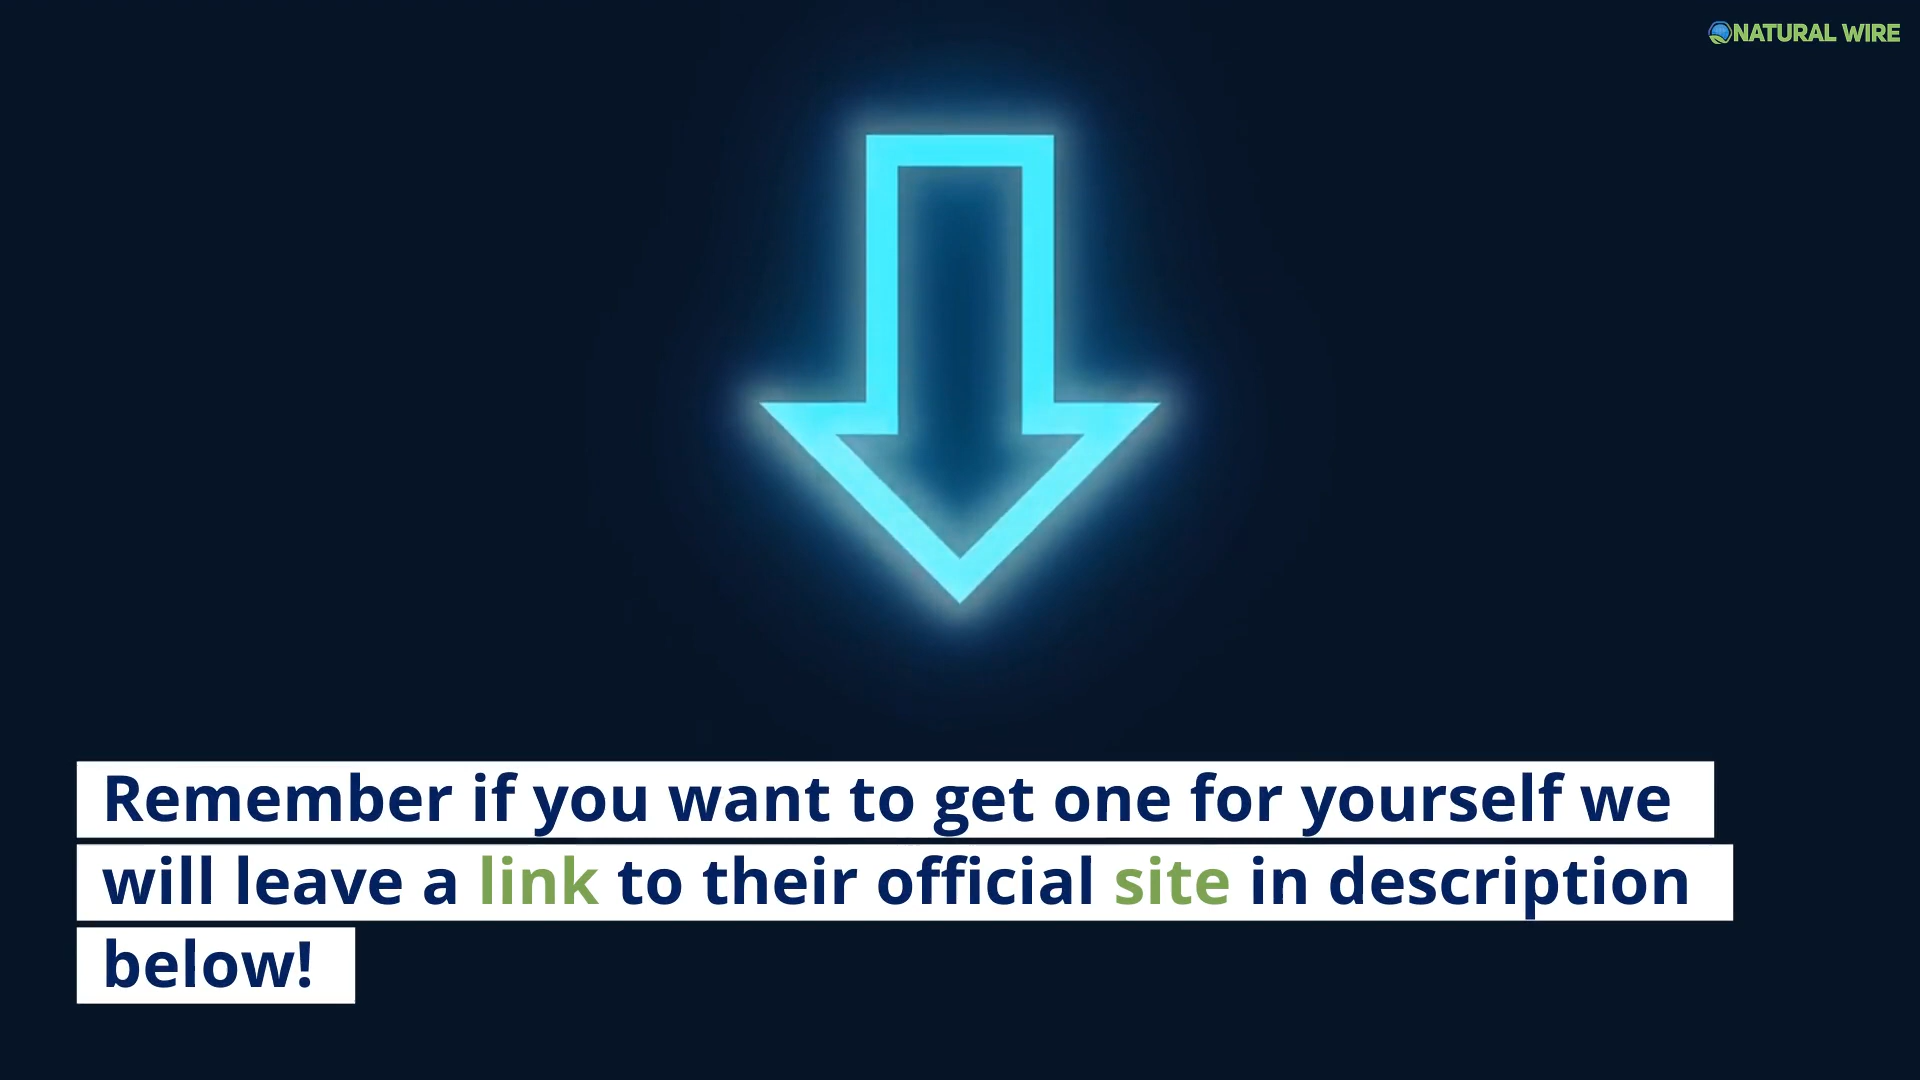 NATURAL WIRE
Remember if you want to get one for yourself we
will leave a link to their official site in description
below!